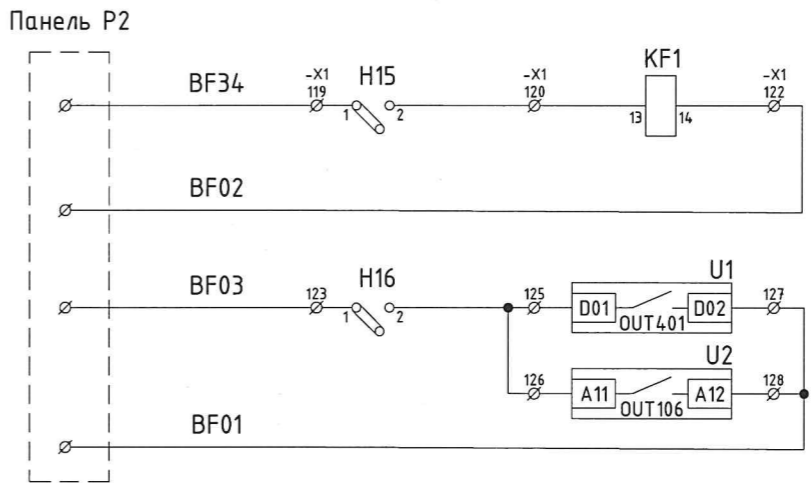 Панель P2
BF34
-X1
119
H15
1
2
-X1
120
KF1
13
14
-X1
122
BF02
BF03
123
H16
1
2
125
U1
D01
D02
OUT401
127
126
U2
A11
A12
OUT106
128
BF01